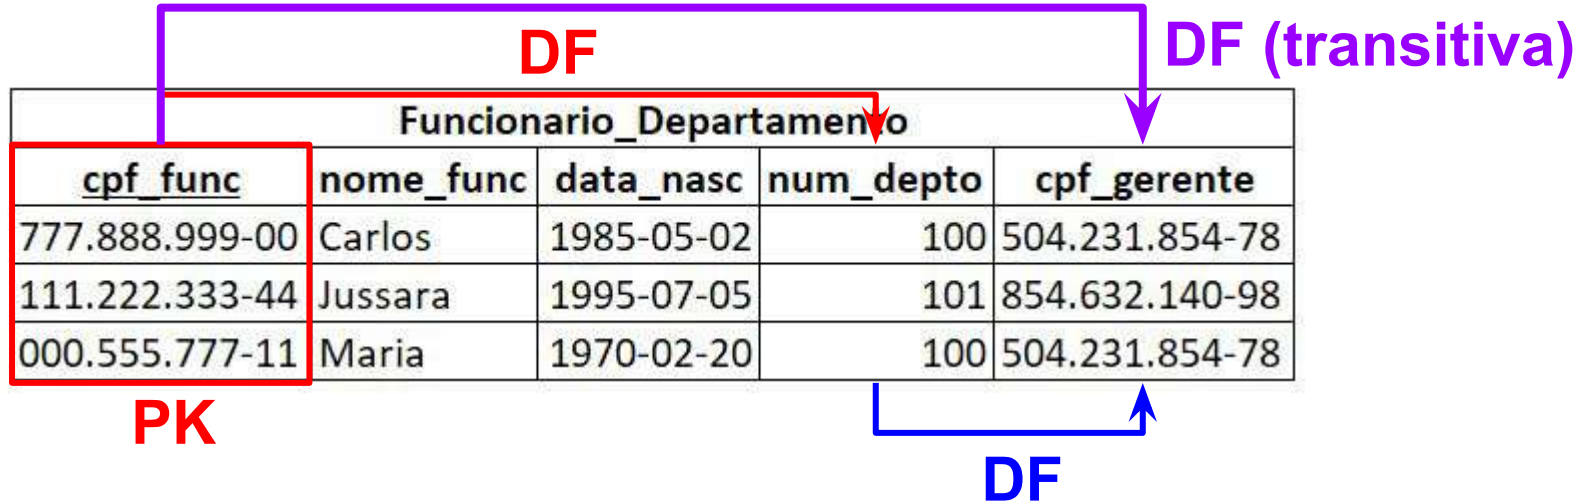 DF (transitiva)
DF
Funcionario_Departamento
cpf_func nome_func data_nasc num_depto cpf_gerente
777.888.999-00 Carlos 1985-05-02 100 504.231.854-78
111.222.333-44 Jussara 1995-07-05 101 854.632.140-98
000.555.777-11 Maria 1970-02-20 100 504.231.854-78
PK
DF